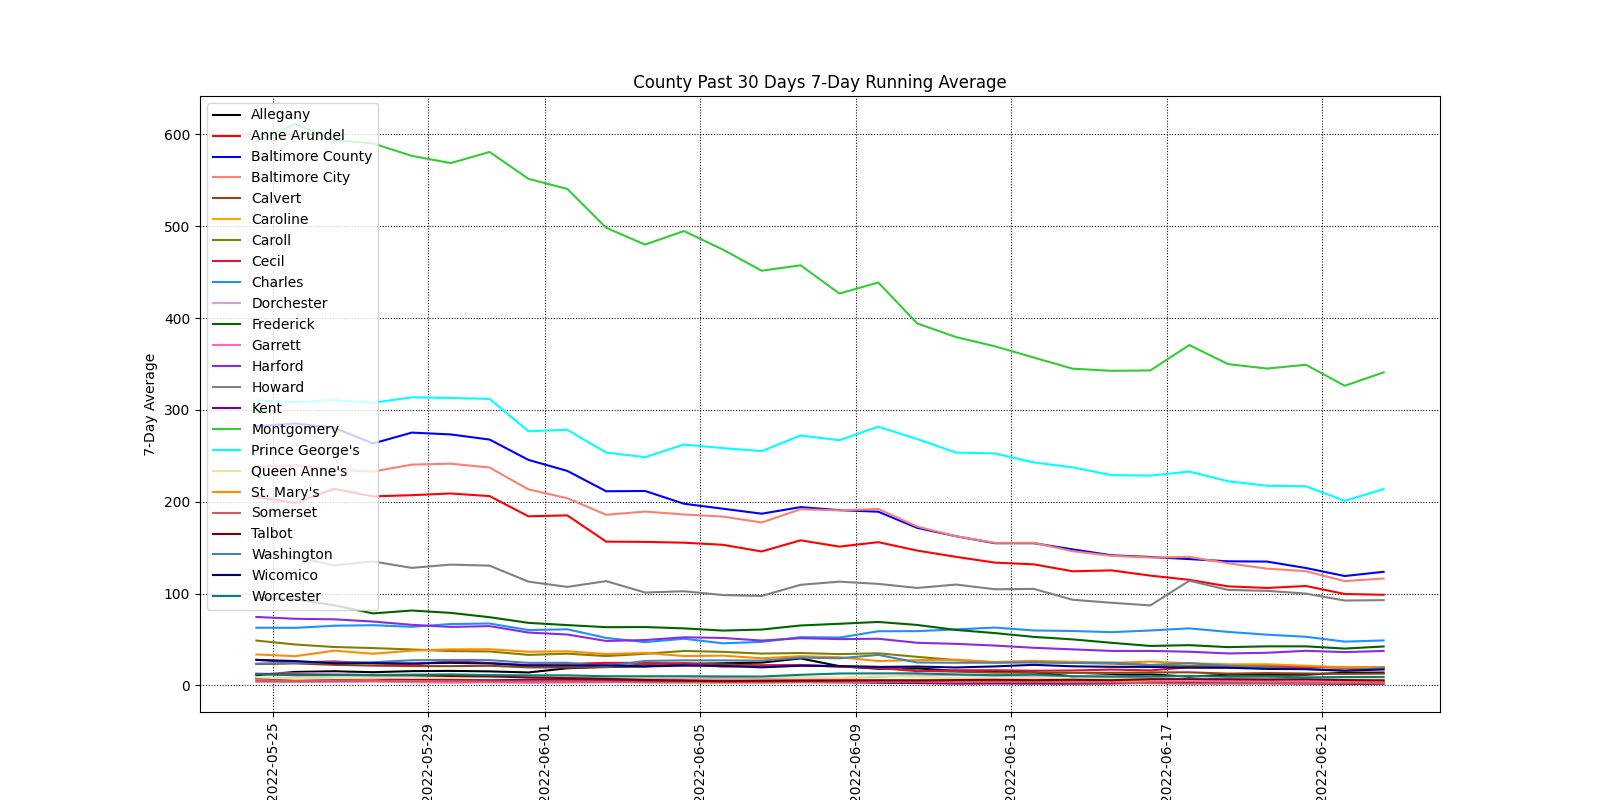 County Past 30 Days 7-Day Running Average
7-Day Average
600
500
400
300
200
100
0
Allegany
Anne Arundel
Baltimore County
Baltimore City
Calvert
Caroline
Caroll
Cecil
Charles
Dorchester
Frederick
Garrett
Harford
Howard
Kent
Montgomery
Prince George's
Queen Anne's
St. Mary's
Somerset
Talbot
Washington
Wicomico
Worcester
2022-05-25
2022-05-29
2022-06-01
2022-06-05
2022-06-09
2022-06-13
2022-06-17
2022-06-21